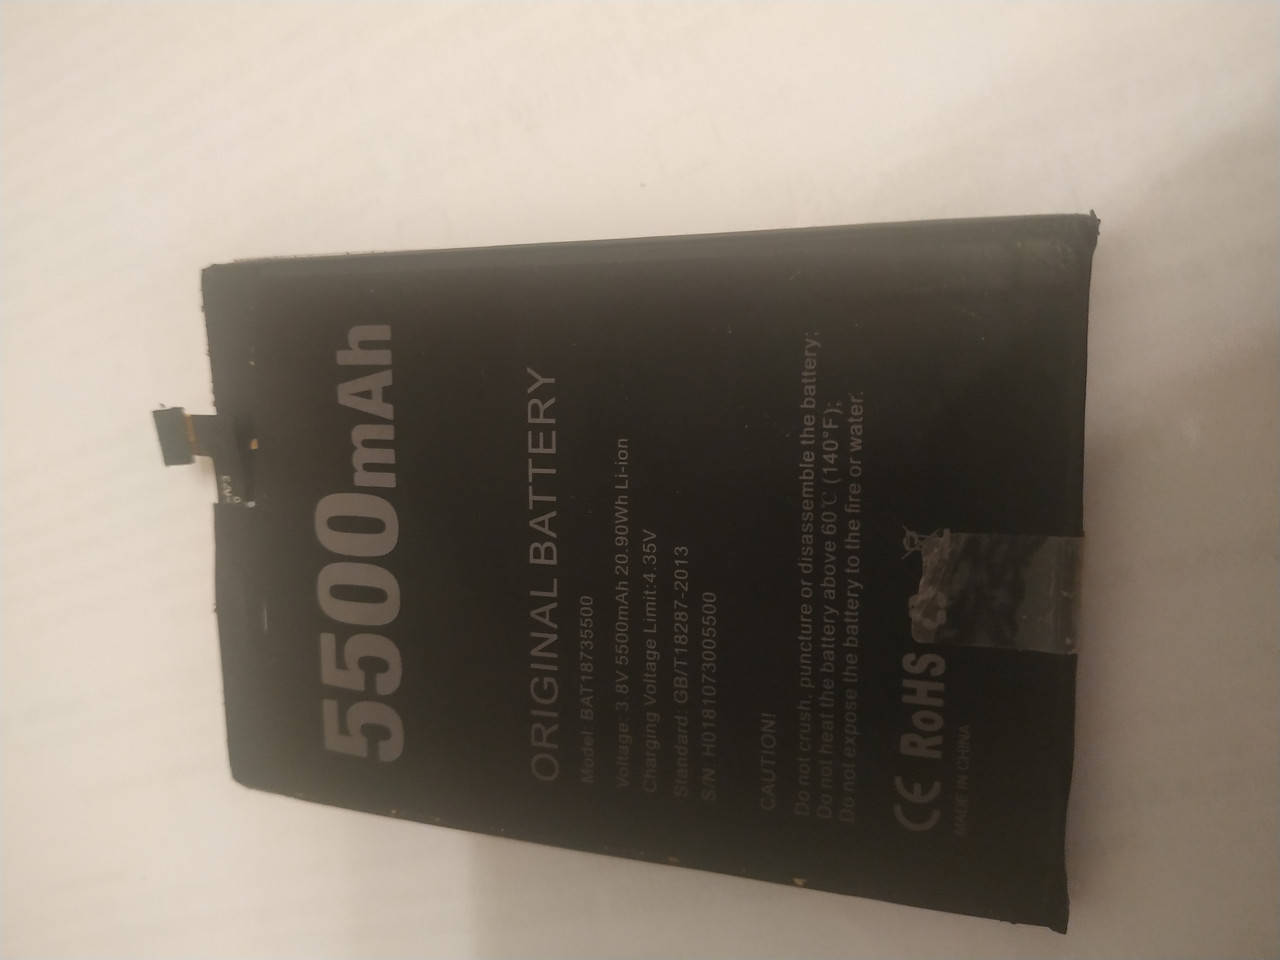 5500mAh
ORIGINAL BATTERY
Model: BAT18735500
Voltage: 3.8V 5500mAh 20.90Wh Li-ion
Charging Voltage Limit:4.35V
Standard: GB/T18287-2013
S/N: H0181073005500
CAUTION!
Do not crush, puncture or disassemble the battery;
Do not heat the battery above 60℃ (140°F);
Do not expose the battery to the fire or water.
CE RoHS
MADE IN CHINA